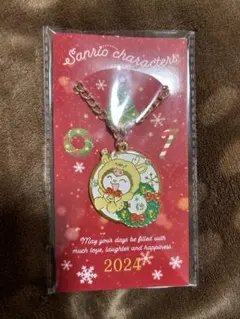 Sanrio characters
May your days be filled with
much love, laughter and happiness.
2024